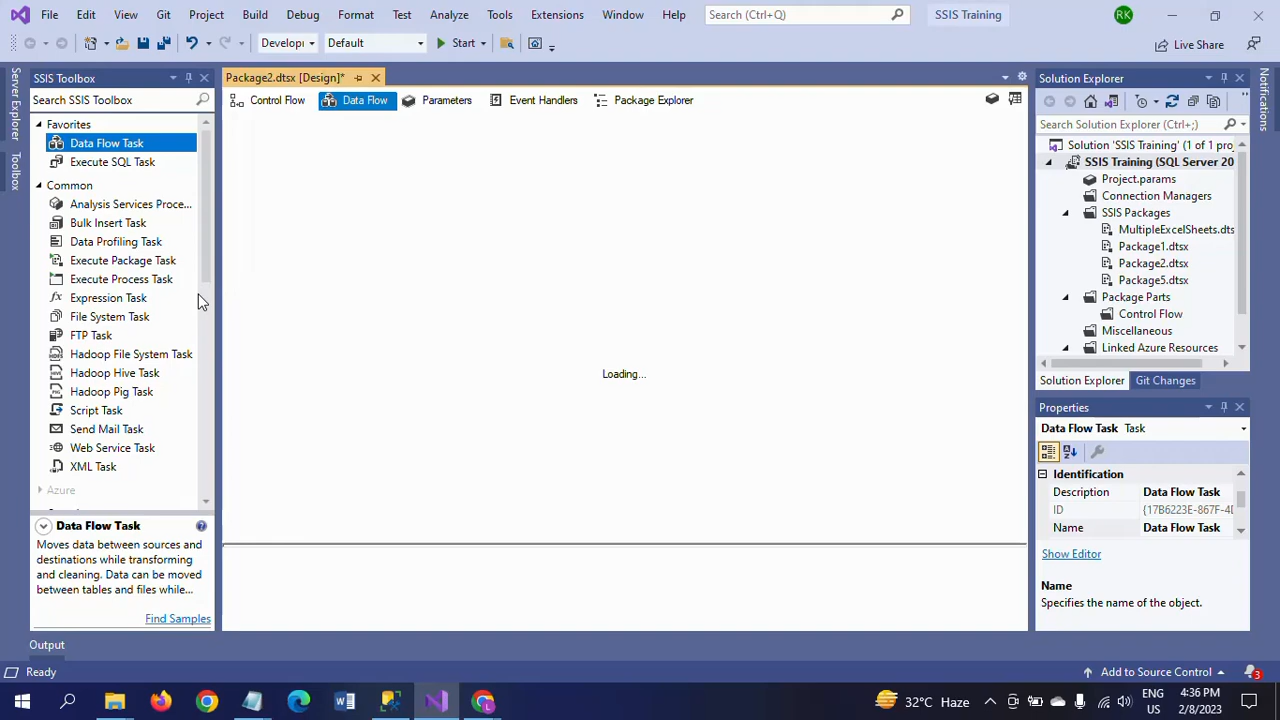 File Edit View Git Project Build Debug Format Test Analyze Tools Extensions Window Help Search (Ctrl+Q) SSIS Training RK
Developi Default Start Live Share
SSIS Toolbox
Search SSIS Toolbox
Favorites
Data Flow Task
Execute SQL Task
Common
Analysis Services Proce...
Bulk Insert Task
Data Profiling Task
Execute Package Task
Execute Process Task
Expression Task
File System Task
FTP Task
Hadoop File System Task
Hadoop Hive Task
Hadoop Pig Task
Script Task
Send Mail Task
Web Service Task
XML Task
Azure
Data Flow Task
Moves data between sources and
destinations while transforming
and cleaning. Data can be moved
between tables and files while...
Find Samples
Server Explorer
Toolbox
Package2.dtsx [Design]*
Control Flow Data Flow Parameters Event Handlers Package Explorer
Loading...
Solution Explorer
Search Solution Explorer (Ctrl+;)
Solution 'SSIS Training' (1 of 1 proj
SSIS Training (SQL Server 20
Project.params
Connection Managers
SSIS Packages
MultipleExcelSheets.dts
Package1.dtsx
Package2.dtsx
Package5.dtsx
Package Parts
Control Flow
Miscellaneous
Linked Azure Resources
Solution Explorer Git Changes
Properties
Data Flow Task Task
Identification
Description Data Flow Task
ID {17B6223E-867F-4D
Name Data Flow Task
Show Editor
Name
Specifies the name of the object.
Notifications
Output
Ready Add to Source Control 3
32°C Haze ENG US 4:36 PM 2/8/2023